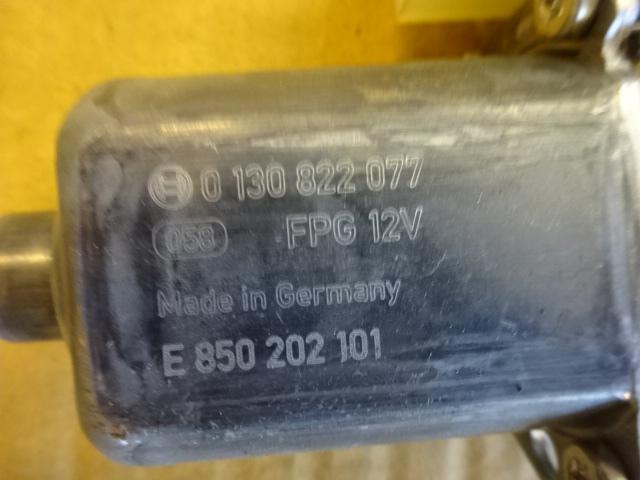 0 130 822 077
058 FPG 12V
Made in Germany
E 850 202 101